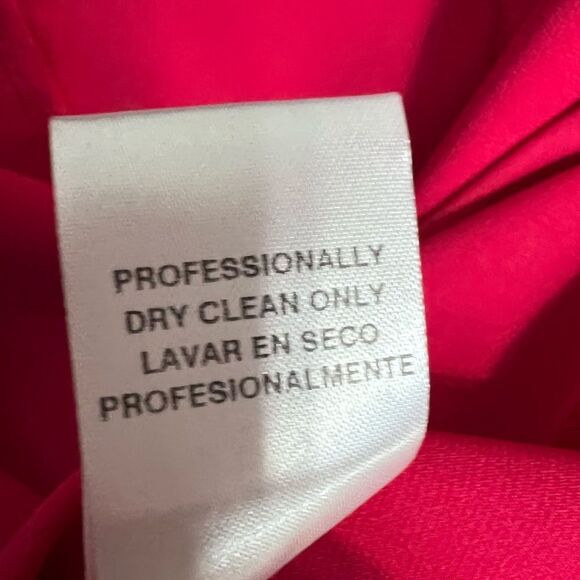 PROFESSIONALLY
DRY CLEAN ONLY
LAVAR EN SECO
PROFESIONALMENTE